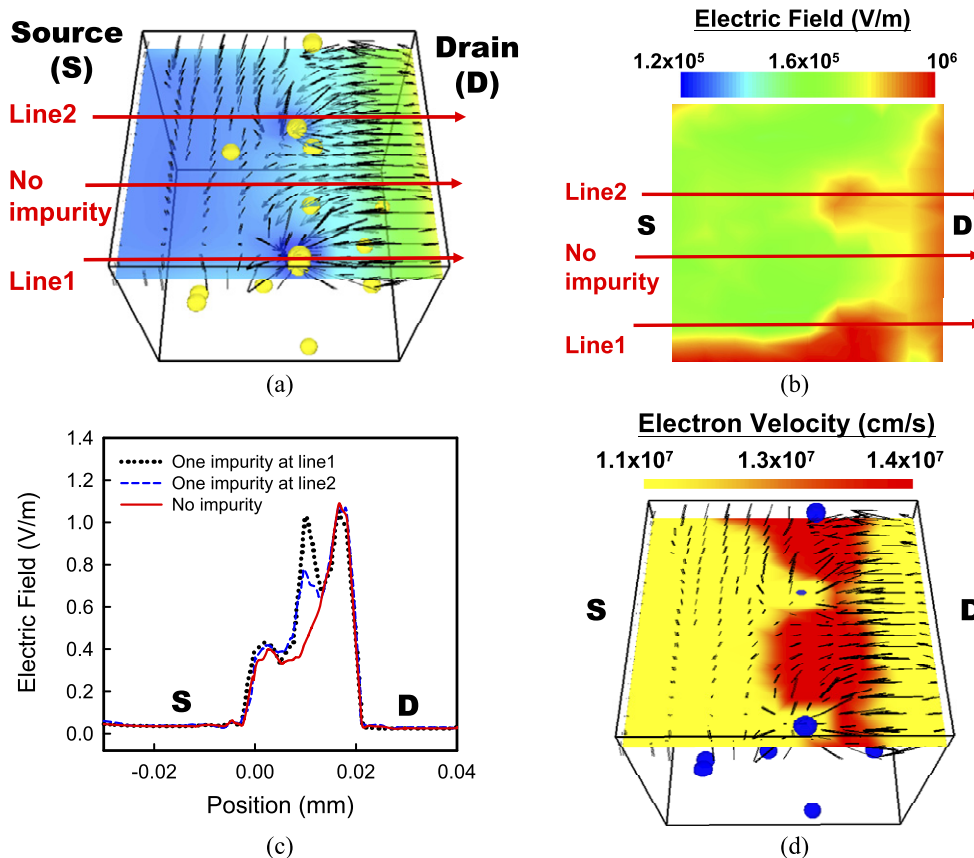 Source
(S)
Drain
(D)
Line2
No
impurity
Line1
(a)
Electric Field (V/m)
1.2x10⁵
1.6x10⁵
10⁶
Line2
S
D
No
impurity
Line1
(b)
1.4
1.2
1.0
0.8
0.6
0.4
0.2
0.0
Electric Field (V/m)
One impurity at line1
One impurity at line2
No impurity
S
D
-0.02
0.00
0.02
0.04
Position (mm)
(c)
Electron Velocity (cm/s)
1.1x10⁷
1.3x10⁷
1.4x10⁷
S
D
(d)